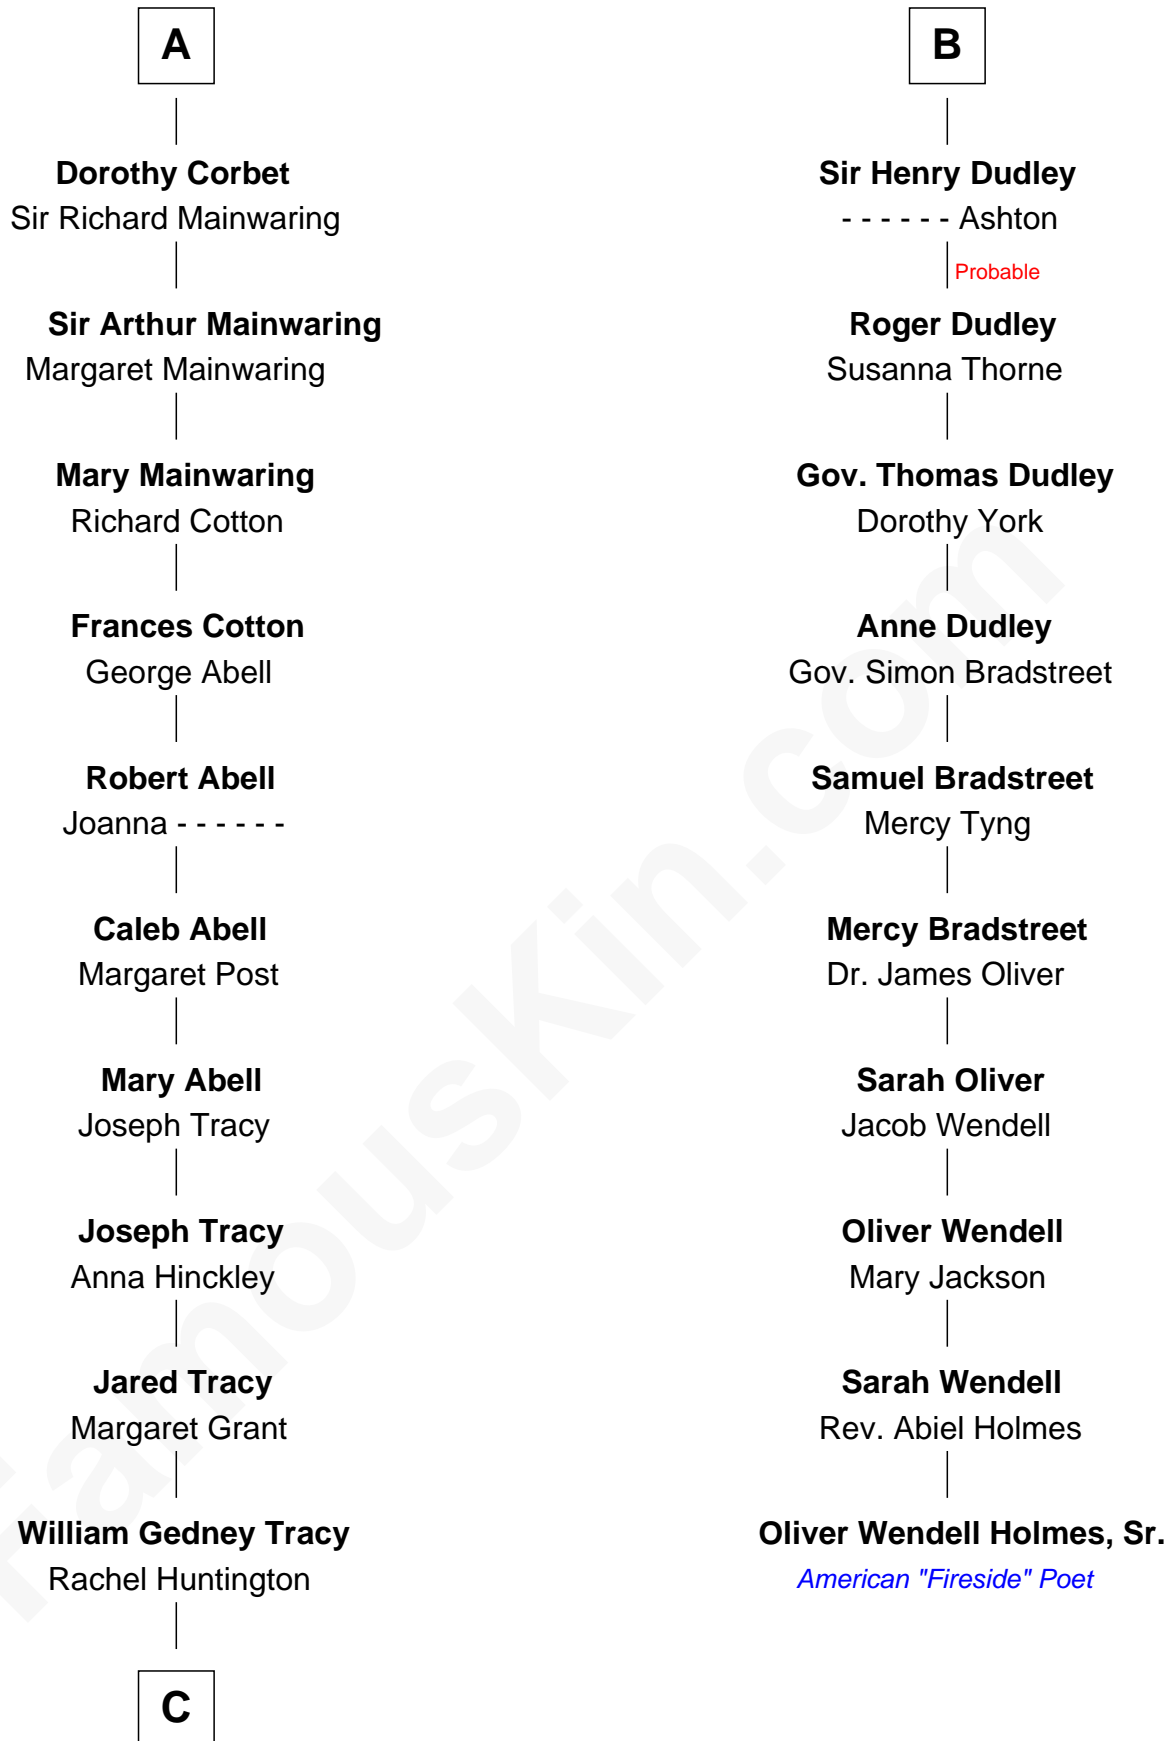 A
Dorothy Corbet
Sir Richard Mainwaring
Sir Arthur Mainwaring
Margaret Mainwaring
Mary Mainwaring
Richard Cotton
Frances Cotton
George Abell
Robert Abell
Joanna - - - - - -
Caleb Abell
Margaret Post
Mary Abell
Joseph Tracy
Joseph Tracy
Anna Hinckley
Jared Tracy
Margaret Grant
William Gedney Tracy
Rachel Huntington
C
B
Sir Henry Dudley
- - - - - - Ashton
Probable
Roger Dudley
Susanna Thorne
Gov. Thomas Dudley
Dorothy York
Anne Dudley
Gov. Simon Bradstreet
Samuel Bradstreet
Mercy Tyng
Mercy Bradstreet
Dr. James Oliver
Sarah Oliver
Jacob Wendell
Oliver Wendell
Mary Jackson
Sarah Wendell
Rev. Abiel Holmes
Oliver Wendell Holmes, Sr.
American "Fireside" Poet
FamousKin.com